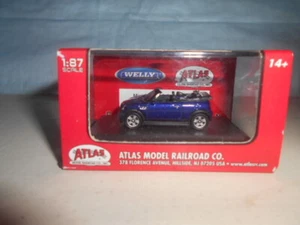 1:87
SCALE
14+
WELLY
ATLAS
ATLAS
ATLAS MODEL RAILROAD CO.
378 FLORENCE AVENUE, HILLSIDE, NJ 07205 USA • www.atlasrr.com